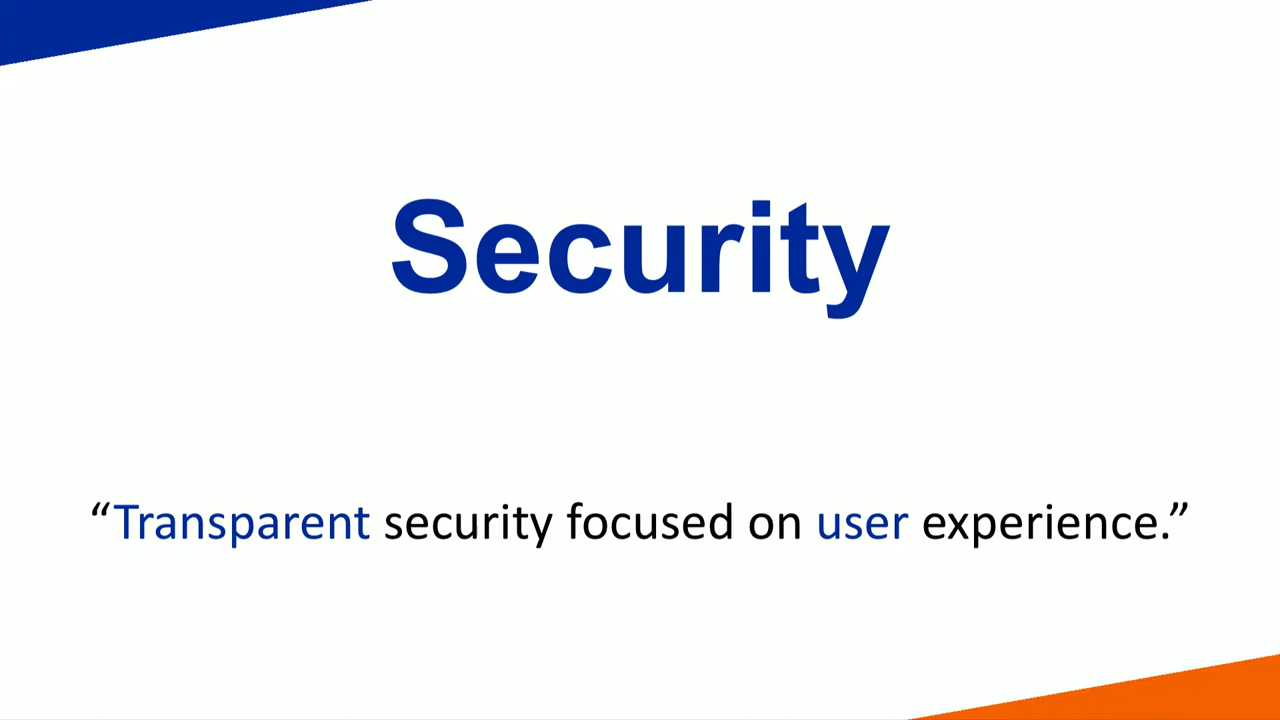 Security
“Transparent security focused on user experience.”